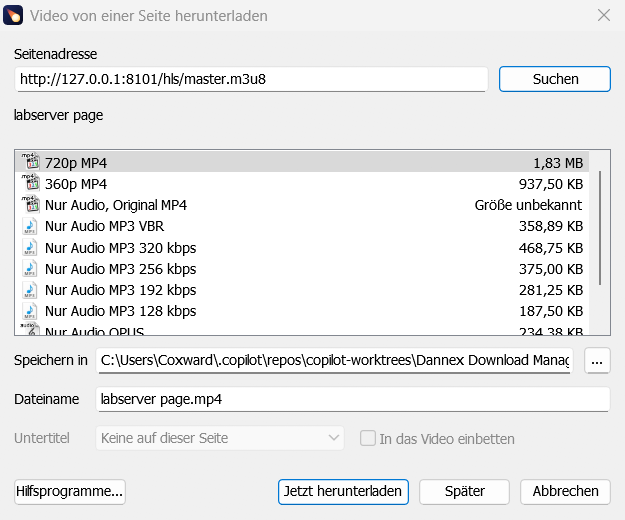 Video von einer Seite herunterladen
Seitenadresse
http://127.0.0.1:8101/hls/master.m3u8
Suchen
labserver page
720p MP4 1,83 MB
360p MP4 937,50 KB
Nur Audio, Original MP4 Größe unbekannt
Nur Audio MP3 VBR 358,89 KB
Nur Audio MP3 320 kbps 468,75 KB
Nur Audio MP3 256 kbps 375,00 KB
Nur Audio MP3 192 kbps 281,25 KB
Nur Audio MP3 128 kbps 187,50 KB
Nur Audio OPUS 234,38 KB
Speichern in C:\Users\Coxward\.copilot\repos\copilot-worktrees\Dannex Download Manag ...
Dateiname labserver page.mp4
Untertitel Keine auf dieser Seite In das Video einbetten
Hilfsprogramme... Jetzt herunterladen Später Abbrechen